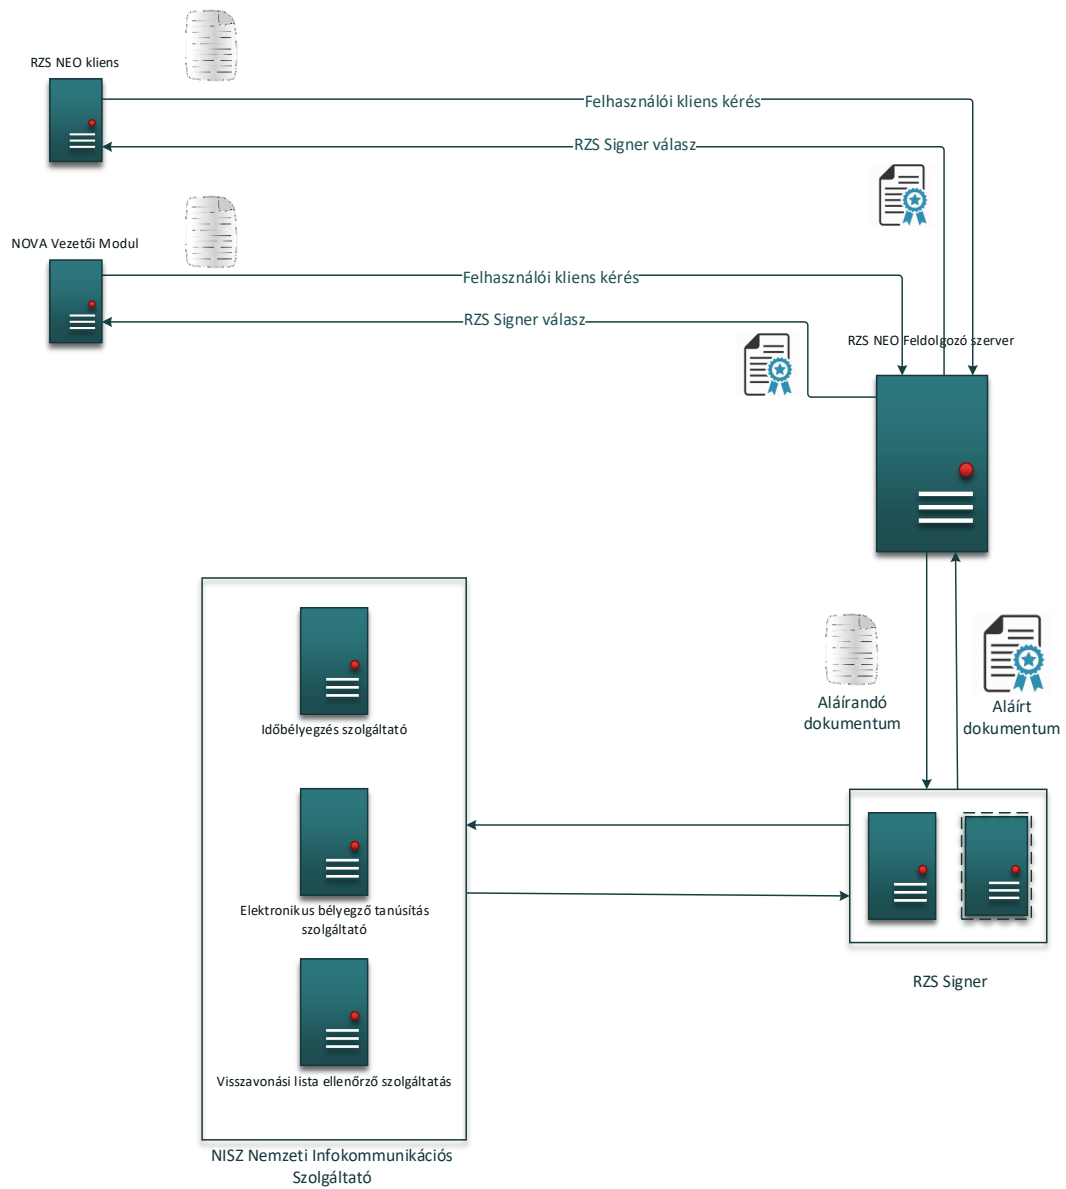 RZS NEO kliens
Felhasználói kliens kérés
RZS Signer válasz
NOVA Vezetői Modul
Felhasználói kliens kérés
RZS Signer válasz
RZS NEO Feldolgozó szerver
Aláírandó
dokumentum
Aláírt
dokumentum
Időbélyegzés szolgáltató
Elektronikus bélyegző tanúsítás
szolgáltató
RZS Signer
Visszavonási lista ellenőrző szolgáltatás
NISZ Nemzeti Infokommunikációs
Szolgáltató